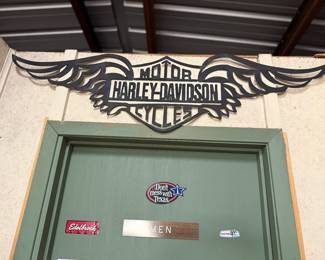 MOTOR
HARLEY-DAVIDSON
CYCLES
Don't
mess with
Texas
Edelbrock
MEN